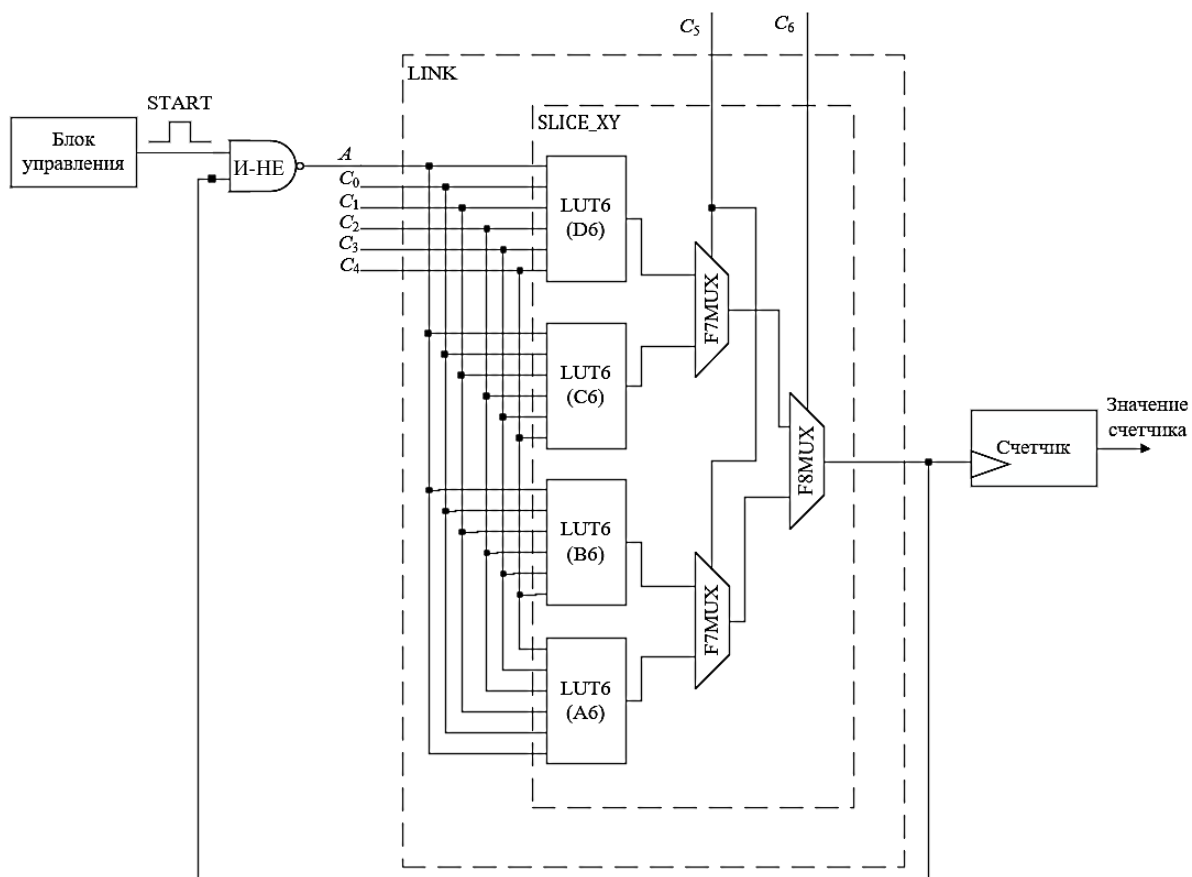 C5
C6
LINK
START
SLICE_XY
Блок
управления
И-НЕ
A
C0
C1
C2
C3
C4
LUT6
(D6)
F7MUX
LUT6
(C6)
F8MUX
Значение
счетчика
Счетчик
LUT6
(B6)
F7MUX
LUT6
(A6)